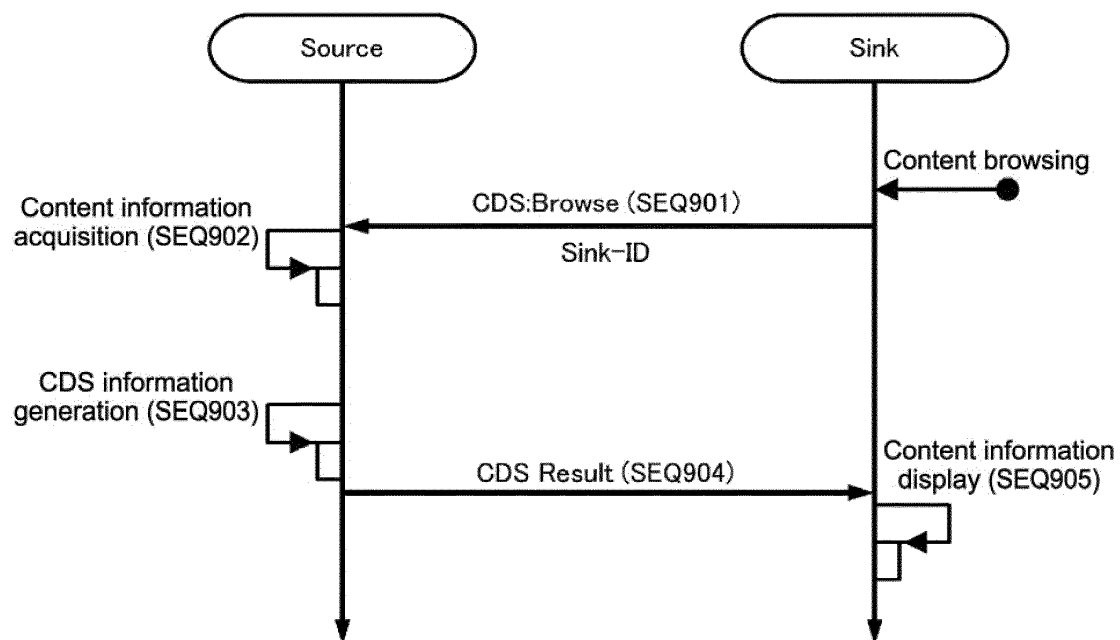 Source
Sink
Content browsing
CDS:Browse (SEQ901)
Sink-ID
Content information
acquisition (SEQ902)
CDS information
generation (SEQ903)
CDS Result (SEQ904)
Content information
display (SEQ905)